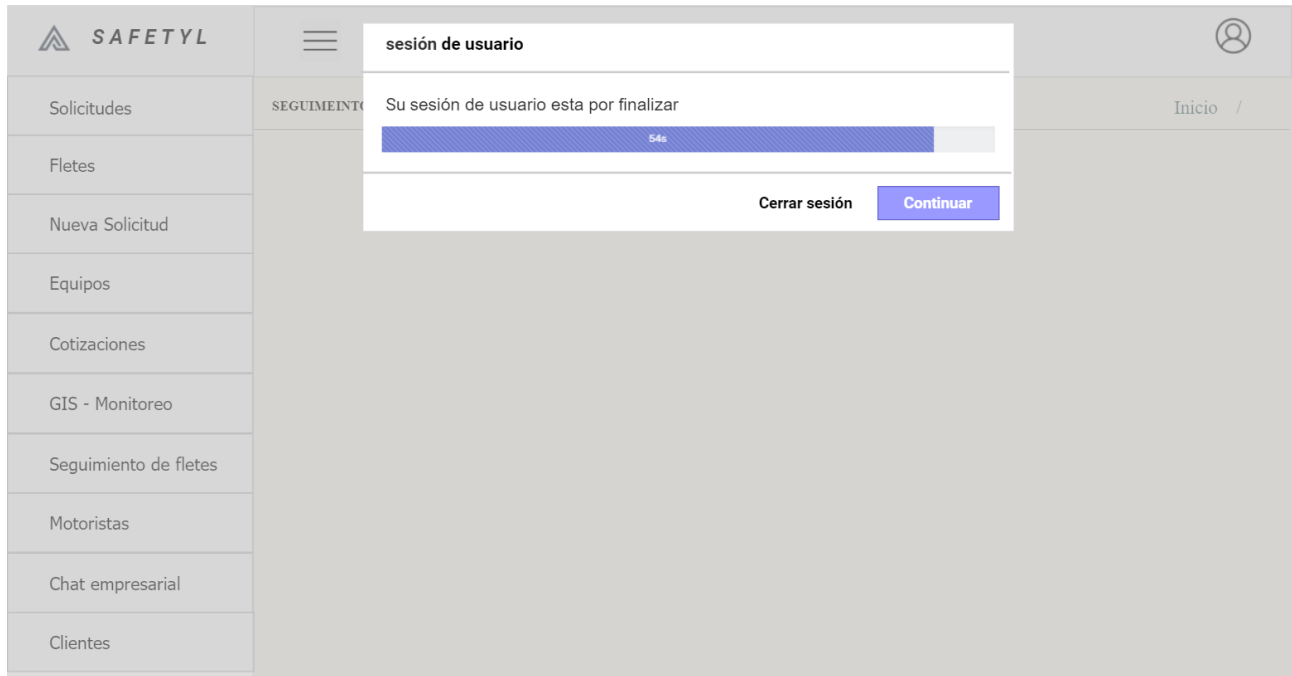 SAFETYL
sesión de usuario
Solicitudes
SEGUIMEINTO
Su sesión de usuario esta por finalizar
Inicio /
54s
Fletes
Cerrar sesión
Continuar
Nueva Solicitud
Equipos
Cotizaciones
GIS - Monitoreo
Seguimiento de fletes
Motoristas
Chat empresarial
Clientes